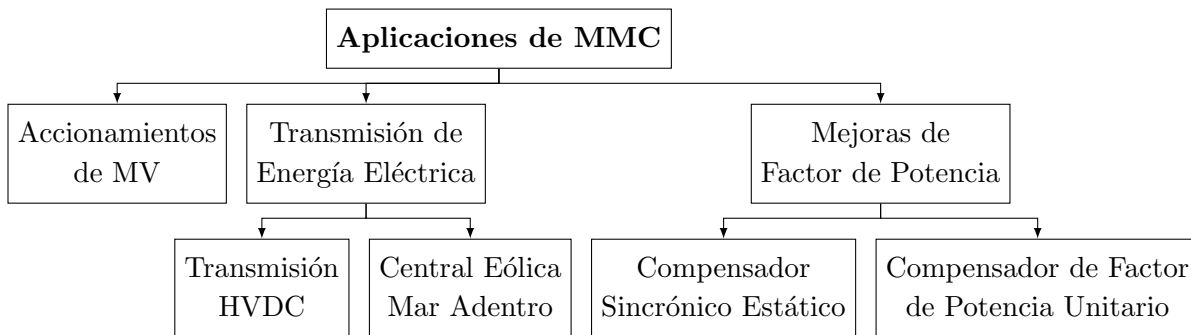 Aplicaciones de MMC
Accionamientos
de MV
Transmisión de
Energía Eléctrica
Mejoras de
Factor de Potencia
Transmisión
HVDC
Central Eólica
Mar Adentro
Compensador
Sincrónico Estático
Compensador de Factor
de Potencia Unitario